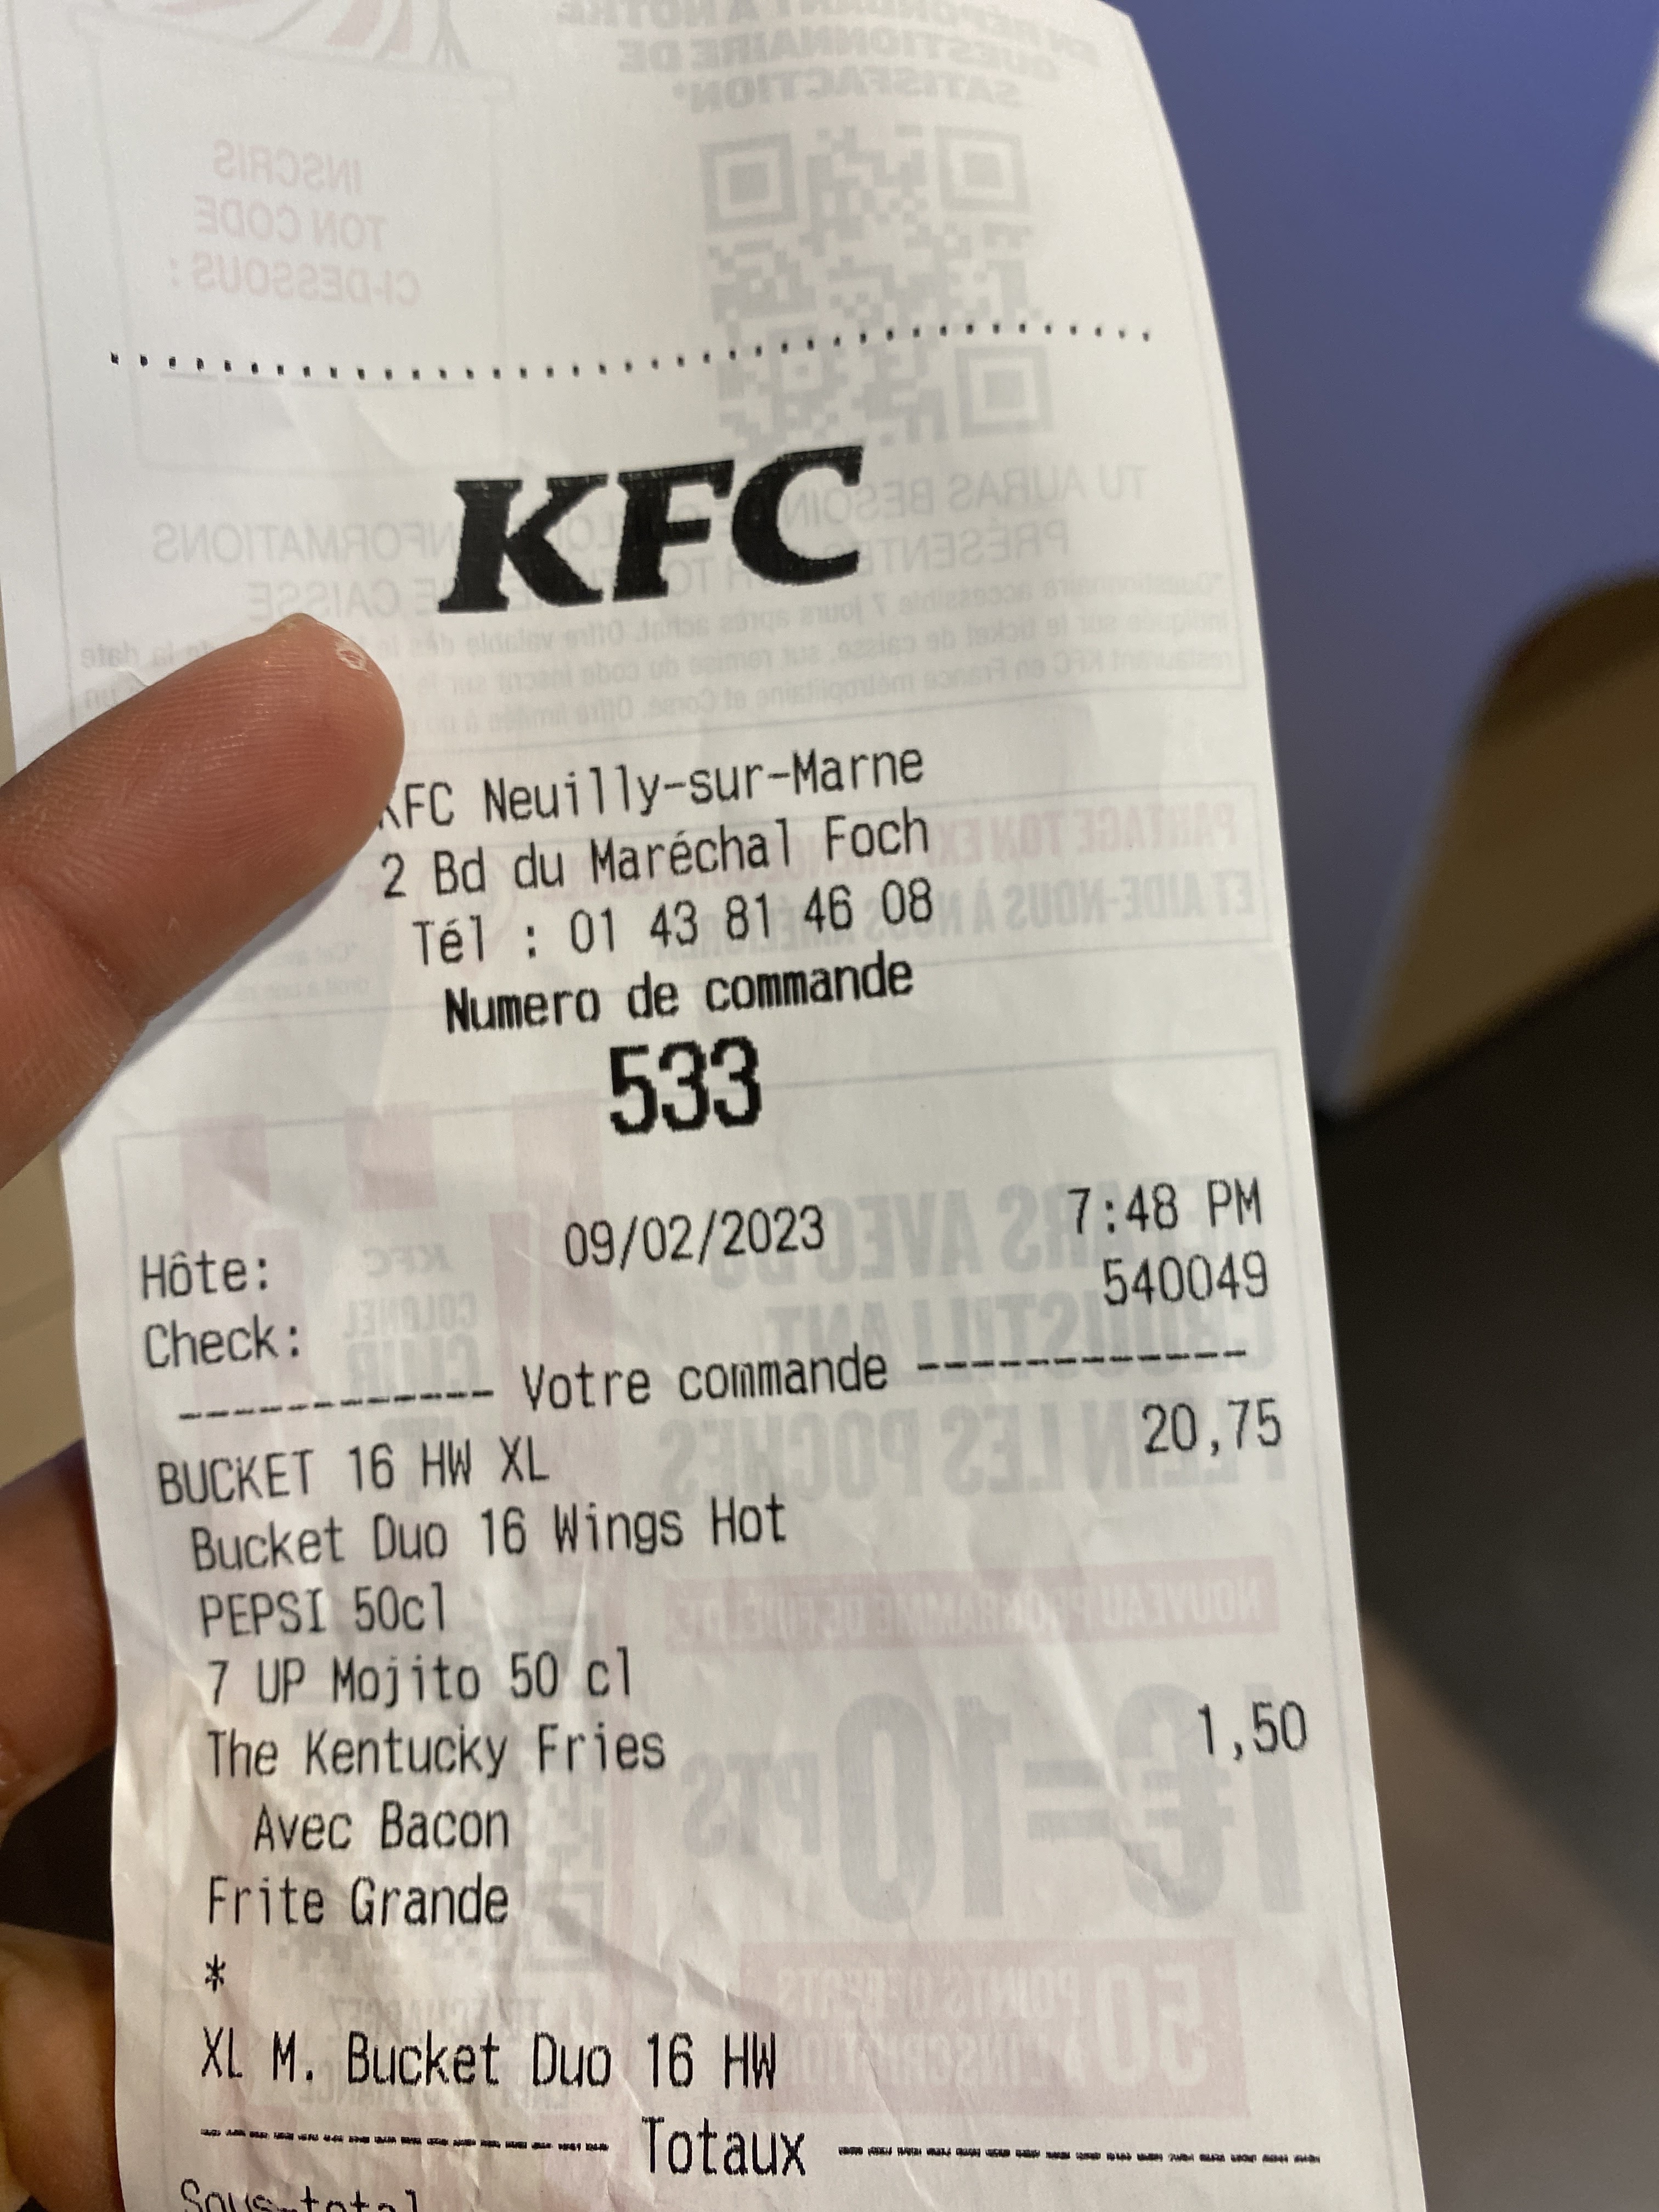 KFC
KFC Neuilly-sur-Marne
2 Bd du Maréchal Foch
Tél : 01 43 81 46 08
Numero de commande
533
Hôte: 09/02/2023 7:48 PM
Check: 540049
------------ Votre commande -------------
BUCKET 16 HW XL 20,75
Bucket Duo 16 Wings Hot
PEPSI 50cl
7 UP Mojito 50 cl
The Kentucky Fries 1,50
Avec Bacon
Frite Grande
*
XL M. Bucket Duo 16 HW
---------------- Totaux ----------------
Sous-total